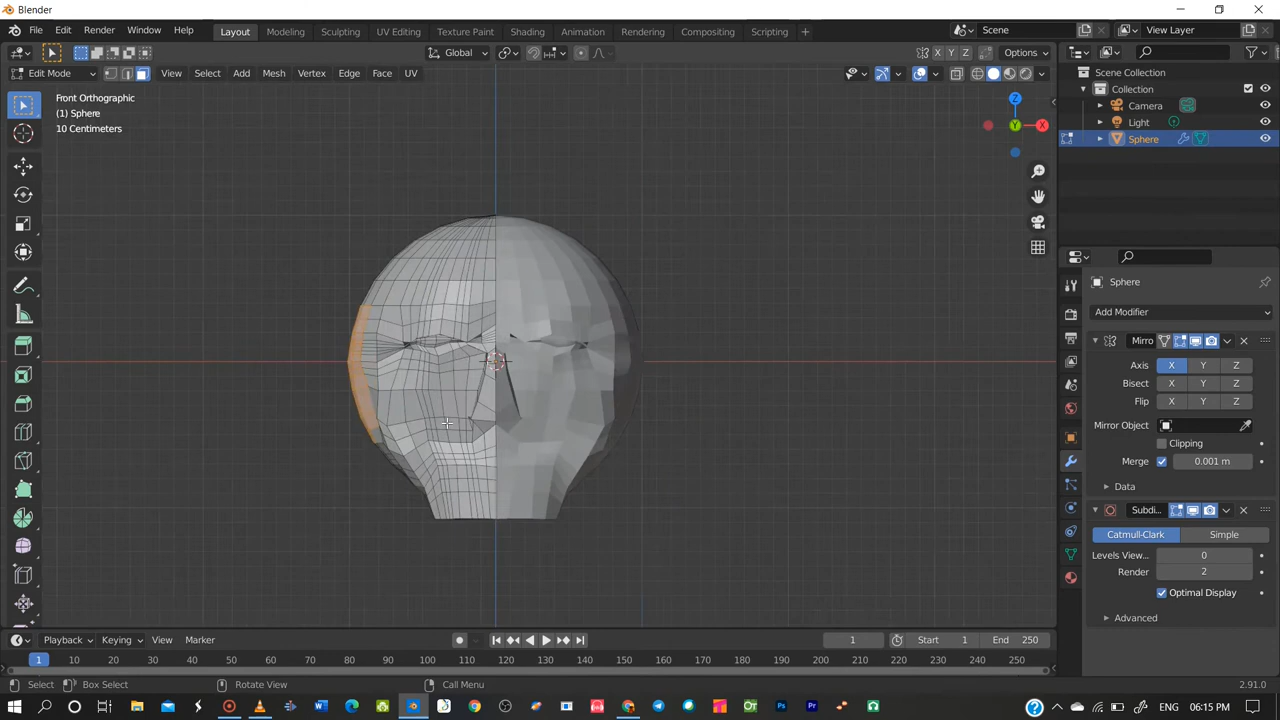 Blender
File Edit Render Window Help
Layout Modeling Sculpting UV Editing Texture Paint Shading Animation Rendering Compositing Scripting +
Scene
View Layer
Global
X Y Z
Options
Edit Mode
View Select Add Mesh Vertex Edge Face UV
Front Orthographic
(1) Sphere
10 Centimeters
Z
Y
X
Scene Collection
Collection
Camera
Light
Sphere
Sphere
Add Modifier
Mirro
Axis X Y Z
Bisect X Y Z
Flip X Y Z
Mirror Object
Clipping
Merge 0.001 m
Data
Subdi
Catmull-Clark Simple
Levels View... 0
Render 2
Optimal Display
Advanced
Playback Keying View Marker
1 Start 1 End 250
1 10 20 30 40 50 60 70 80 90 100 110 120 130 140 150 160 170 180 190 200 210 220 230 240 250
Select Box Select Rotate View Call Menu 2.91.0
ENG 06:15 PM